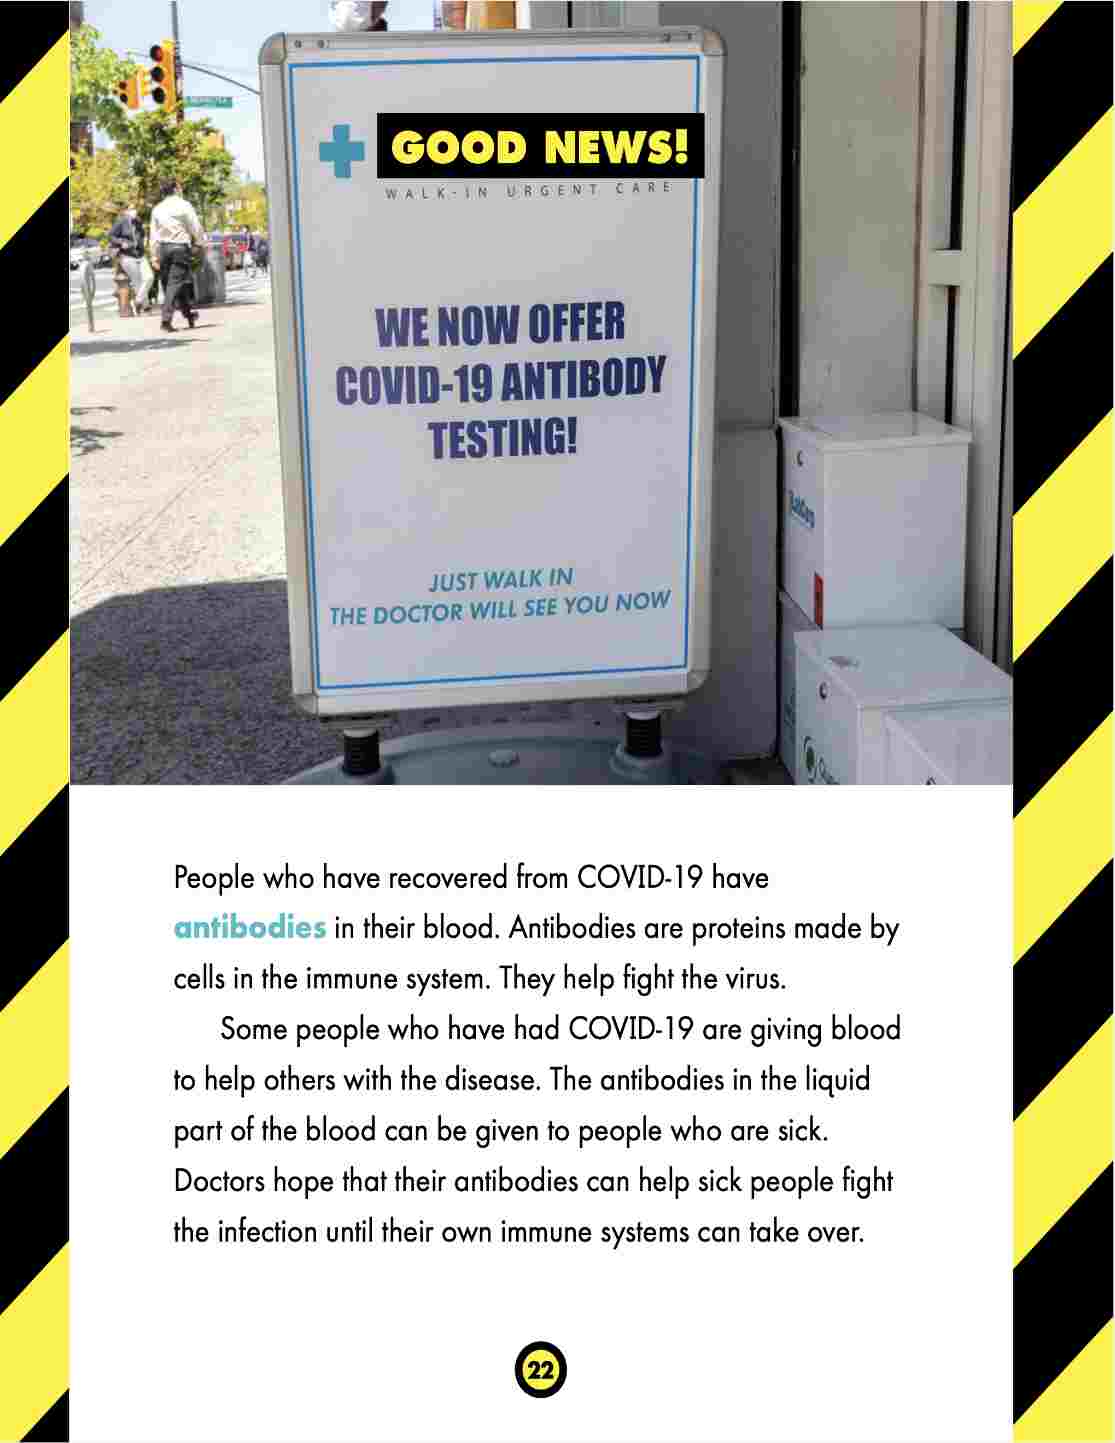 GOOD NEWS!
WALK-IN URGENT CARE
WE NOW OFFER
COVID-19 ANTIBODY
TESTING!
JUST WALK IN
THE DOCTOR WILL SEE YOU NOW
People who have recovered from COVID-19 have
antibodies in their blood. Antibodies are proteins made by
cells in the immune system. They help fight the virus.
Some people who have had COVID-19 are giving blood
to help others with the disease. The antibodies in the liquid
part of the blood can be given to people who are sick.
Doctors hope that their antibodies can help sick people fight
the infection until their own immune systems can take over.
22